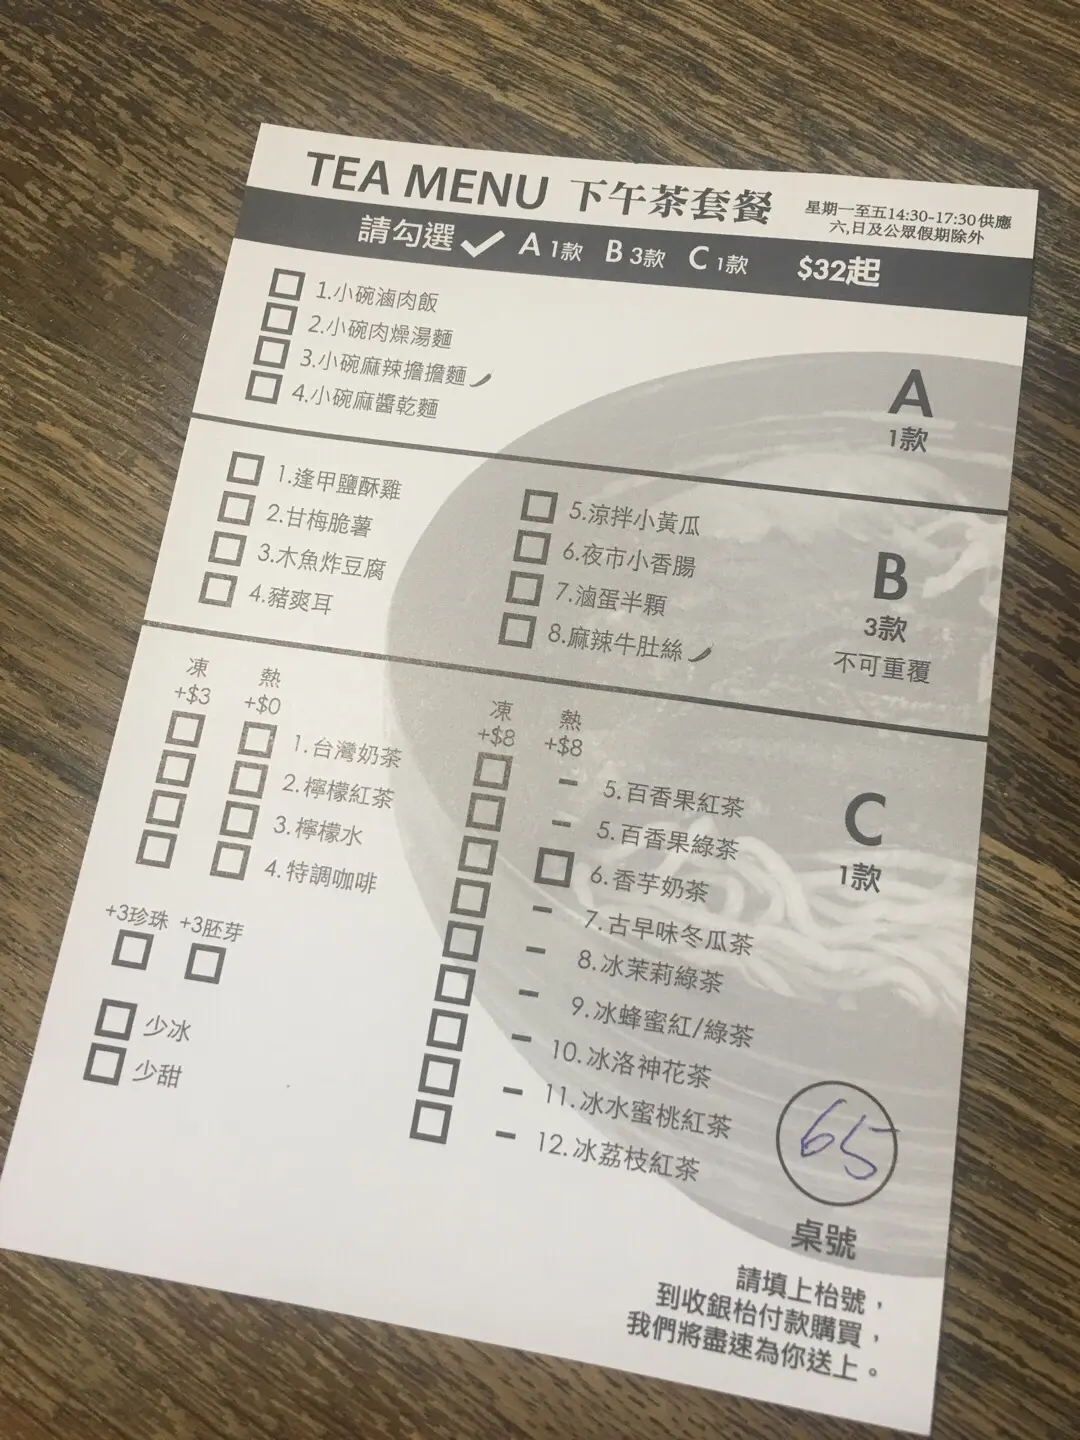 TEA MENU 下午茶套餐
星期一至五14:30-17:30供應
六,日及公眾假期除外
請勾選 A 1款 B 3款 C 1款 $32起
1.小碗滷肉飯
2.小碗肉燥湯麵
3.小碗麻辣擔擔麵
4.小碗麻醬乾麵
A
1款
1.逢甲鹽酥雞
2.甘梅脆薯
3.木魚炸豆腐
4.豬爽耳
5.涼拌小黃瓜
6.夜市小香腸
7.滷蛋半顆
8.麻辣牛肚絲
B
3款
不可重覆
凍 熱
+$3 +$0
1.台灣奶茶
2.檸檬紅茶
3.檸檬水
4.特調咖啡
+3珍珠 +3胚芽
少冰
少甜
凍 熱
+$8 +$8
5.百香果紅茶
5.百香果綠茶
6.香芋奶茶
7.古早味冬瓜茶
8.冰茉莉綠茶
9.冰蜂蜜紅/綠茶
10.冰洛神花茶
11.冰水蜜桃紅茶
12.冰荔枝紅茶
C
1款
65
桌號
請填上枱號，
到收銀枱付款購買，
我們將盡速為你送上。